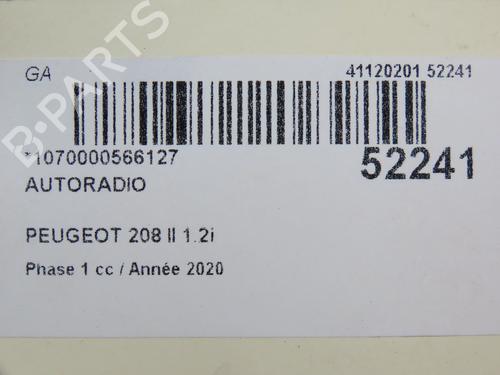 GA 41120201 52241
*1070000566127 52241
AUTORADIO
PEUGEOT 208 II 1.2i
Phase 1 cc / Année 2020
B-PARTS